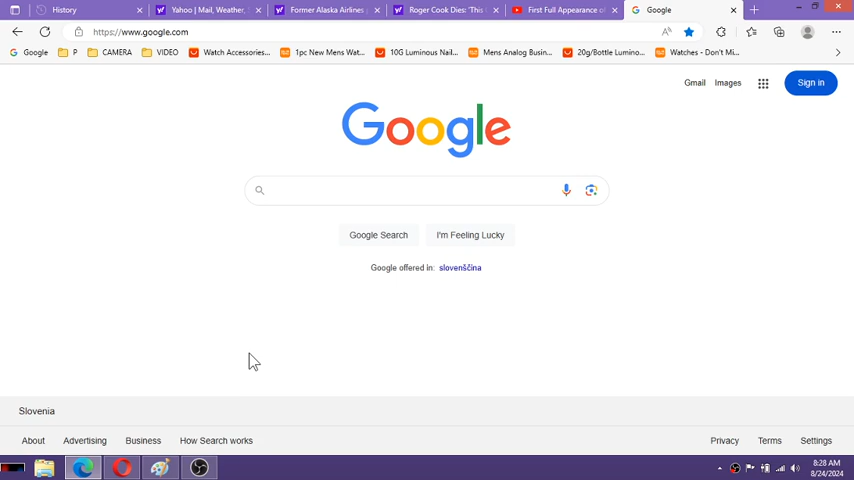 History
Yahoo | Mail, Weather,
Former Alaska Airlines
Roger Cook Dies: 'This
First Full Appearance o
Google
https://www.google.com
Google
P
CAMERA
VIDEO
Watch Accessories...
1pc New Mens Wat...
10G Luminous Nail...
Mens Analog Busin...
20g/Bottle Lumino...
Watches - Don't Mi...
Gmail
Images
Sign in
Google
Google Search
I'm Feeling Lucky
Google offered in: slovenščina
Slovenia
About
Advertising
Business
How Search works
Privacy
Terms
Settings
8:28 AM
8/24/2024